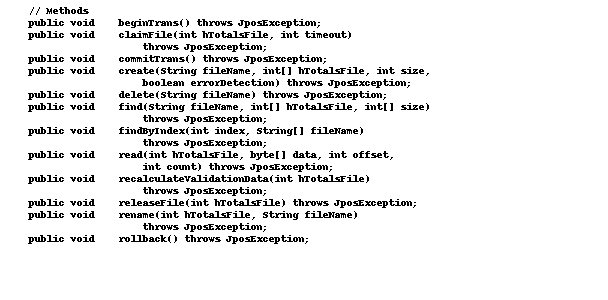 // Methods
public void    beginTrans() throws JposException;
public void    claimFile(int hTotalsFile, int timeout)
                   throws JposException;
public void    commitTrans() throws JposException;
public void    create(String fileName, int[] hTotalsFile, int size,
                   boolean errorDetection) throws JposException;
public void    delete(String fileName) throws JposException;
public void    find(String fileName, int[] hTotalsFile, int[] size)
                   throws JposException;
public void    findByIndex(int index, String[] fileName)
                   throws JposException;
public void    read(int hTotalsFile, byte[] data, int offset,
                   int count) throws JposException;
public void    recalculateValidationData(int hTotalsFile)
                   throws JposException;
public void    releaseFile(int hTotalsFile) throws JposException;
public void    rename(int hTotalsFile, String fileName)
                   throws JposException;
public void    rollback() throws JposException;